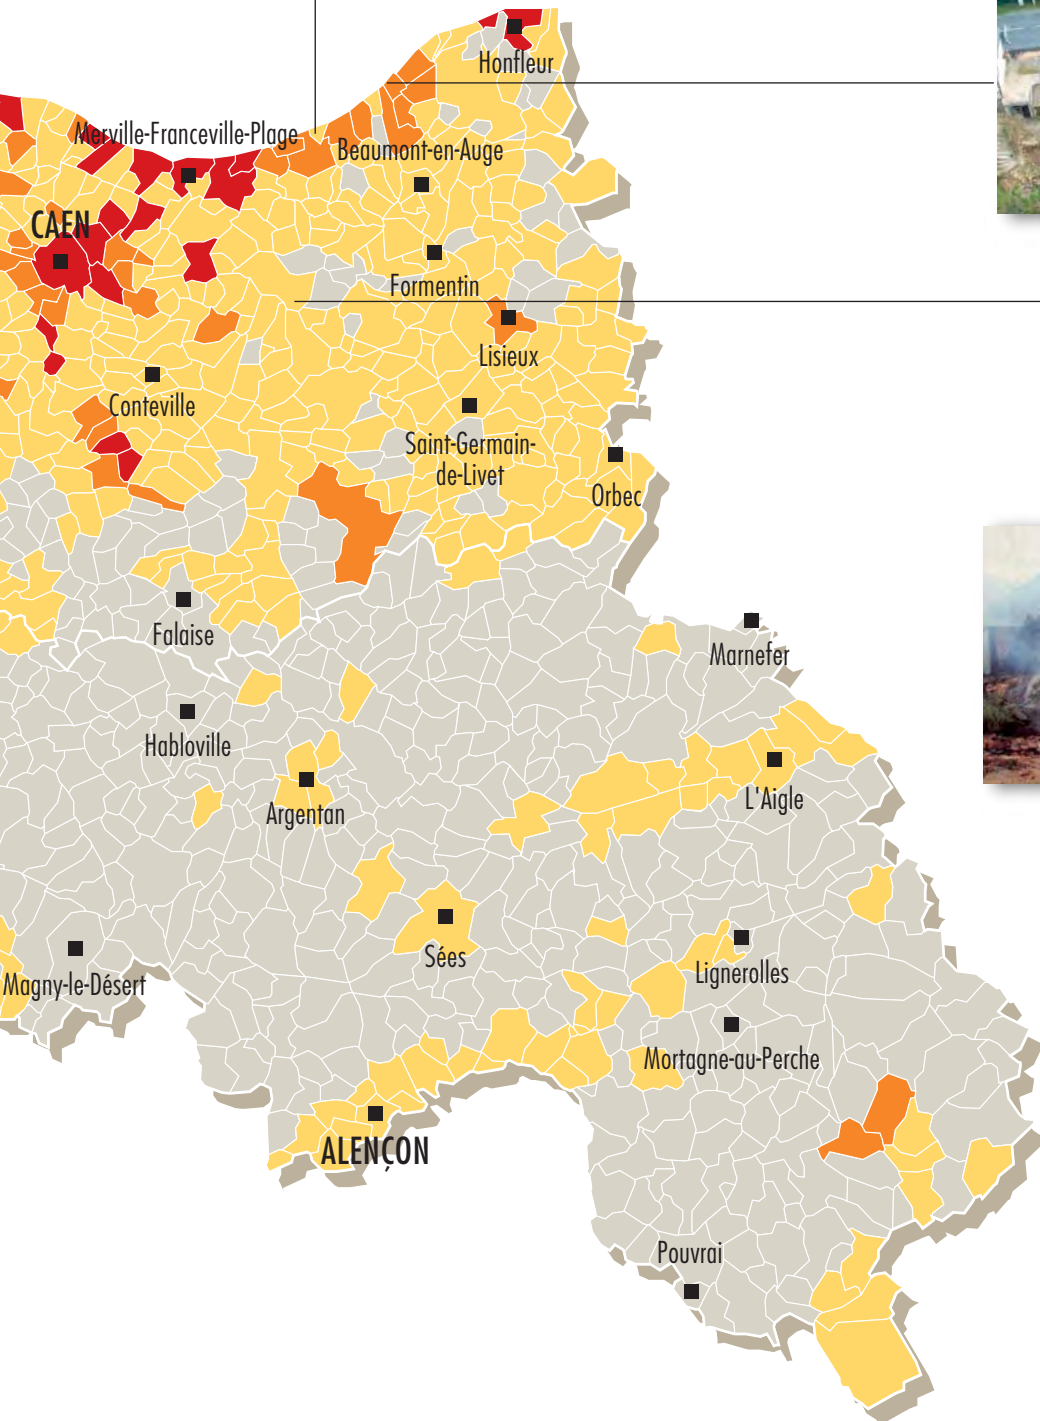 Honfleur
Merville-Franceville-Plage
Beaumont-en-Auge
CAEN
Formentin
Lisieux
Conteville
Saint-Germain-
de-Livet
Orbec
Falaise
Marnefer
Habloville
Argentan
L'Aigle
Sées
Lignerolles
Magny-le-Désert
Mortagne-au-Perche
ALENÇON
Pouvrai